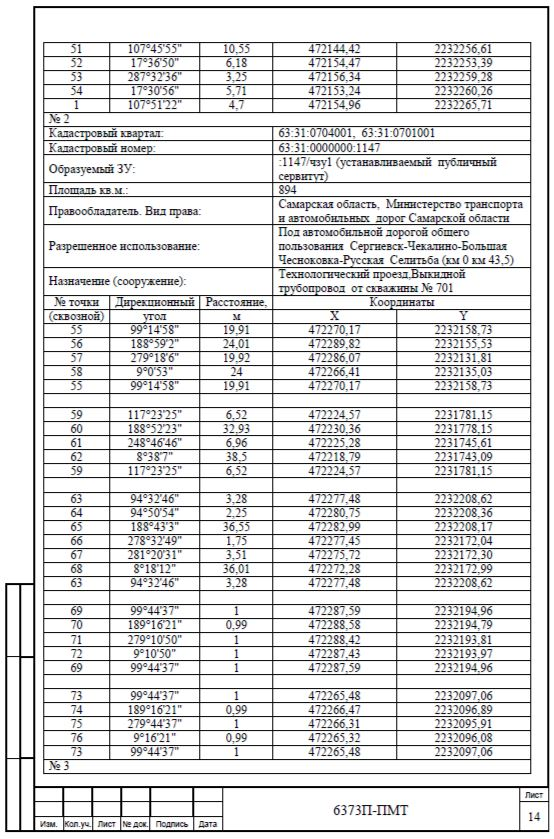 51 107°45'55" 10,55 472144,42 2232256,61
52 17°36'50" 6,18 472154,47 2232253,39
53 287°32'36" 3,25 472156,34 2232259,28
54 17°30'56" 5,71 472153,24 2232260,26
1 107°51'22" 4,7 472154,96 2232265,71
№ 2
Кадастровый квартал: 63:31:0704001, 63:31:0701001
Кадастровый номер: 63:31:0000000:1147
Образуемый ЗУ: :1147/чзу1 (устанавливаемый публичный
сервитут)
Площадь кв.м.: 894
Правообладатель. Вид права: Самарская область, Министерство транспорта
и автомобильных дорог Самарской области
Разрешенное использование: Под автомобильной дорогой общего
пользования Сергиевск-Чекалино-Большая
Чесноковка-Русская Селитьба (км 0 км 43,5)
Назначение (сооружение): Технологический проезд,Выкидной
трубопровод от скважины № 701
№ точки Дирекционный Расстояние, Координаты
(сквозной) угол м X Y
55 99°14'58" 19,91 472270,17 2232158,73
56 188°59'2" 24,01 472289,82 2232155,53
57 279°18'6" 19,92 472286,07 2232131,81
58 9°0'53" 24 472266,41 2232135,03
55 99°14'58" 19,91 472270,17 2232158,73
59 117°23'25" 6,52 472224,57 2231781,15
60 188°52'23" 32,93 472230,36 2231778,15
61 248°46'46" 6,96 472225,28 2231745,61
62 8°38'7" 38,5 472218,79 2231743,09
59 117°23'25" 6,52 472224,57 2231781,15
63 94°32'46" 3,28 472277,48 2232208,62
64 94°50'54" 2,25 472280,75 2232208,36
65 188°43'3" 36,55 472282,99 2232208,17
66 278°32'49" 1,75 472277,45 2232172,04
67 281°20'31" 3,51 472275,72 2232172,30
68 8°18'12" 36,01 472272,28 2232172,99
63 94°32'46" 3,28 472277,48 2232208,62
69 99°44'37" 1 472287,59 2232194,96
70 189°16'21" 0,99 472288,58 2232194,79
71 279°10'50" 1 472288,42 2232193,81
72 9°10'50" 1 472287,43 2232193,97
69 99°44'37" 1 472287,59 2232194,96
73 99°44'37" 1 472265,48 2232097,06
74 189°16'21" 0,99 472266,47 2232096,89
75 279°44'37" 1 472266,31 2232095,91
76 9°16'21" 0,99 472265,32 2232096,08
73 99°44'37" 1 472265,48 2232097,06
№ 3
Лист
6373П-ПМТ 14
Изм. Кол.уч. Лист № док. Подпись Дата